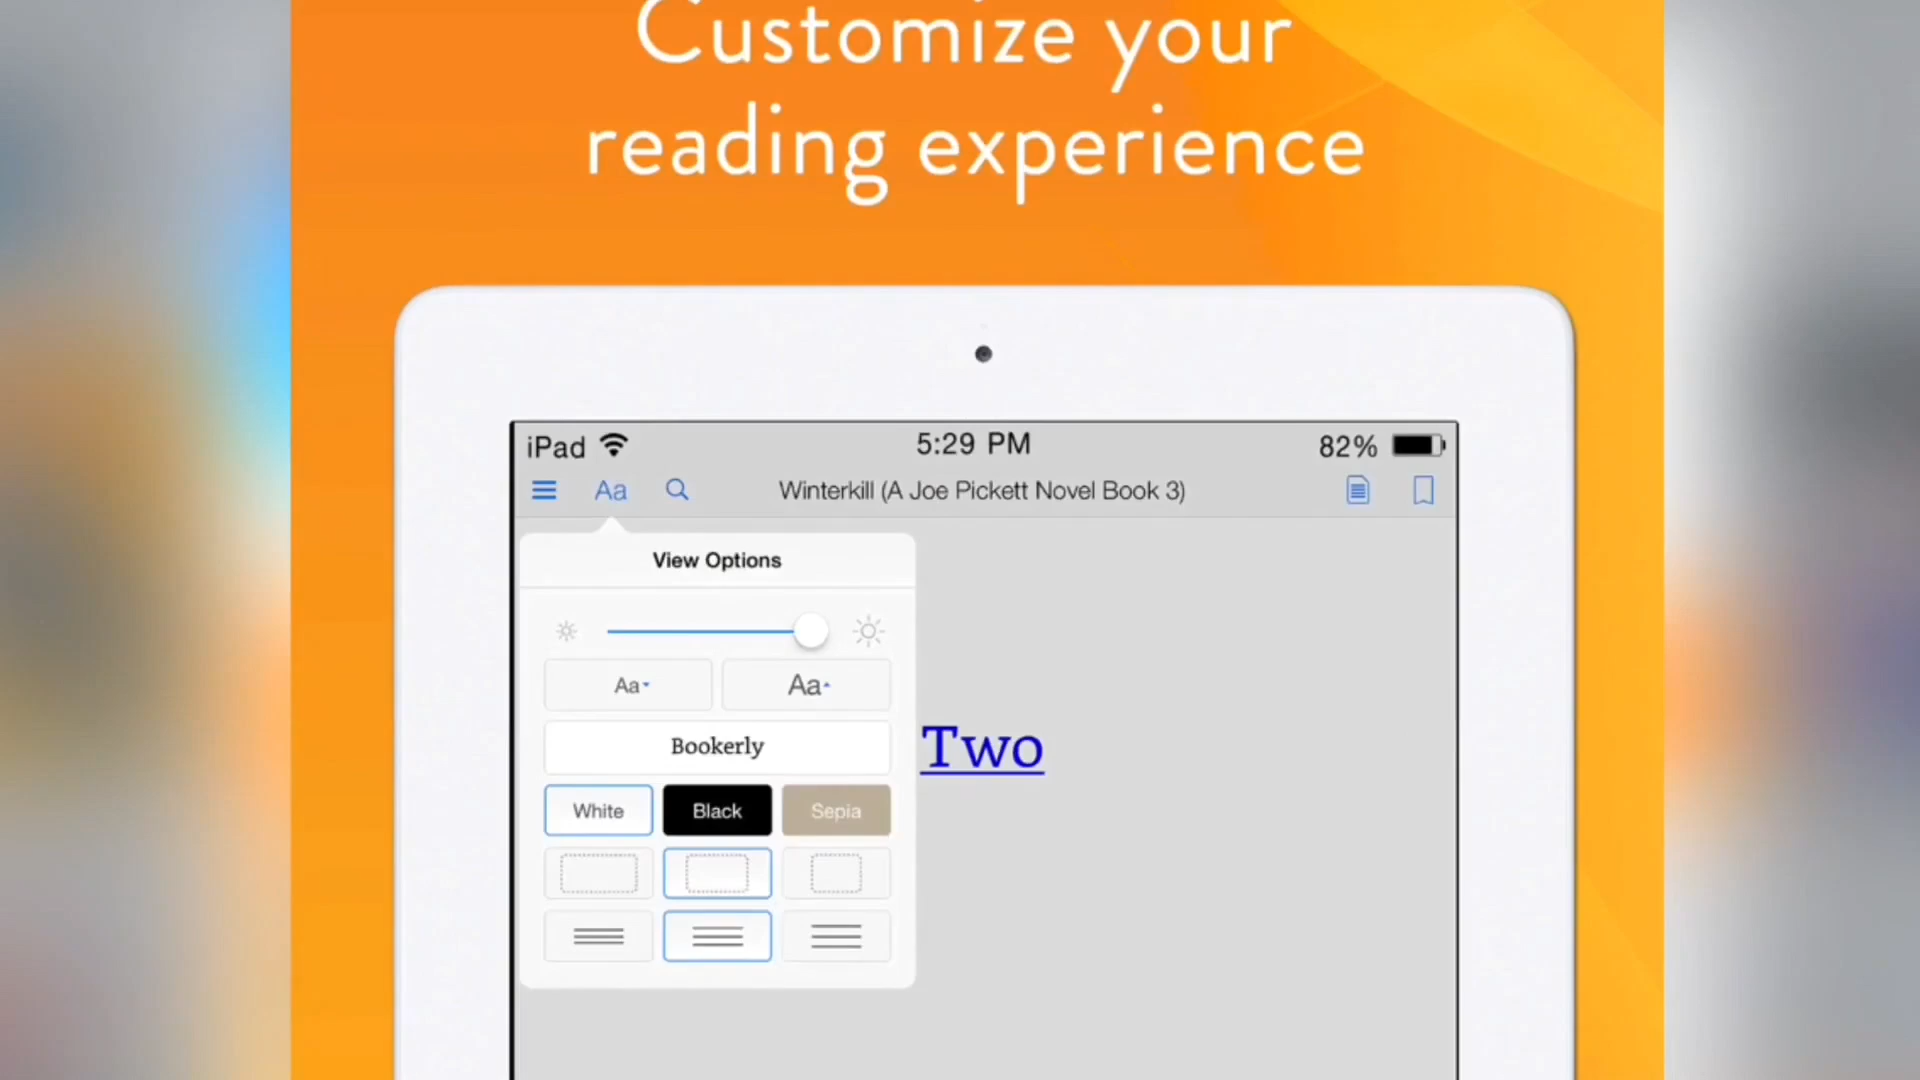 Customize your
reading experience
iPad 5:29 PM 82%
Aa Winterkill (A Joe Pickett Novel Book 3)
View Options
Aa Aa
Bookerly
Two
White Black Sepia